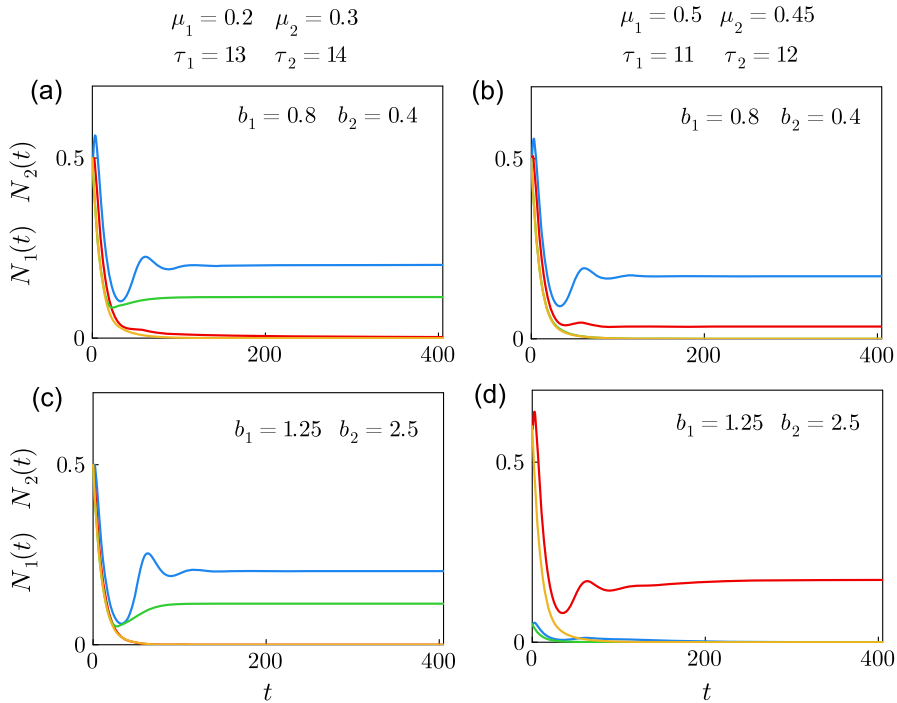 μ₁ = 0.2 μ₂ = 0.3
τ₁ = 13 τ₂ = 14
μ₁ = 0.5 μ₂ = 0.45
τ₁ = 11 τ₂ = 12
(a)
b₁ = 0.8 b₂ = 0.4
N₁(t) N₂(t)
0.5
0
0 200 400
(b)
b₁ = 0.8 b₂ = 0.4
0.5
0
0 200 400
(c)
b₁ = 1.25 b₂ = 2.5
N₁(t) N₂(t)
0.5
0
0 200 400
t
(d)
b₁ = 1.25 b₂ = 2.5
0.5
0
0 200 400
t